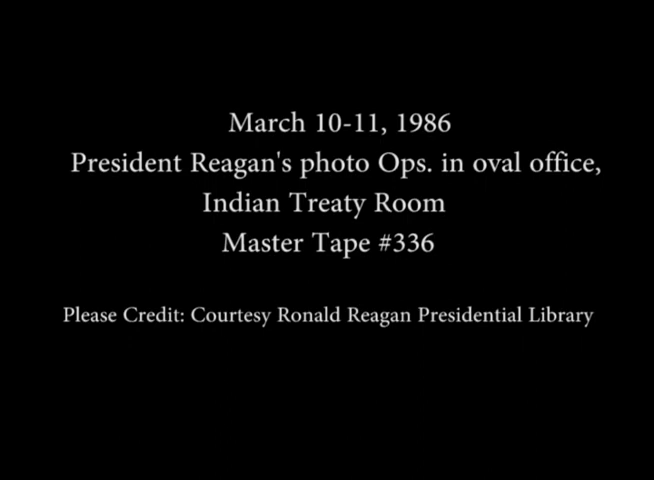 March 10-11, 1986
President Reagan's photo Ops. in oval office,
Indian Treaty Room
Master Tape #336
Please Credit: Courtesy Ronald Reagan Presidential Library